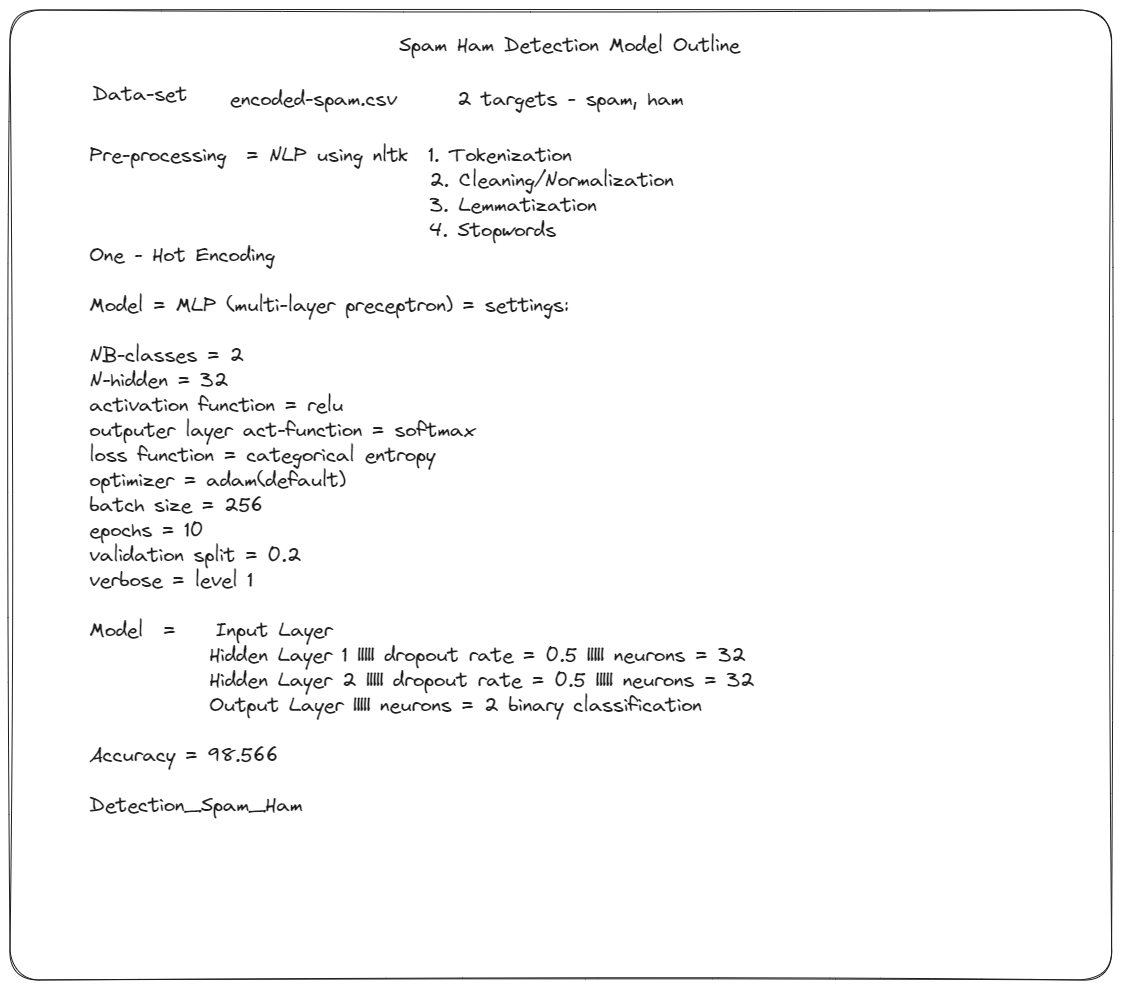 Spam Ham Detection Model Outline
Data-set encoded-spam.csv 2 targets - spam, ham
Pre-processing = NLP using nltk 1. Tokenization
2. Cleaning/Normalization
3. Lemmatization
4. Stopwords
One - Hot Encoding
Model = MLP (multi-layer preceptron) = settings:
NB-classes = 2
N-hidden = 32
activation function = relu
outputer layer act-function = softmax
loss function = categorical entropy
optimizer = adam(default)
batch size = 256
epochs = 10
validation split = 0.2
verbose = level 1
Model = Input Layer
Hidden Layer 1 ||||| dropout rate = 0.5 ||||| neurons = 32
Hidden Layer 2 ||||| dropout rate = 0.5 ||||| neurons = 32
Output Layer ||||| neurons = 2 binary classification
Accuracy = 98.566
Detection_Spam_Ham